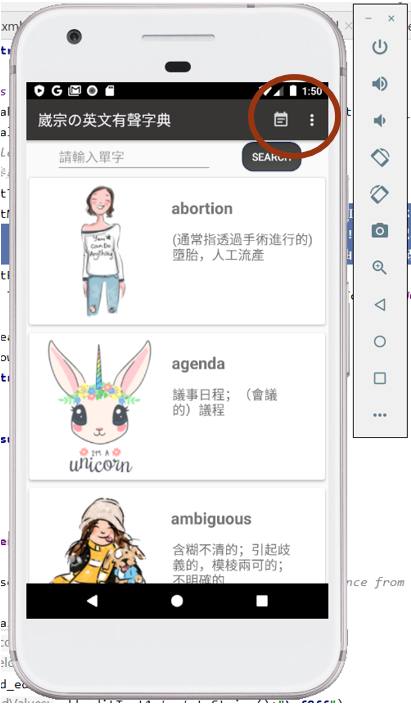 .xml
1:50
崴宗の英文有聲字典
請輸入單字
SEARCH
abortion
(通常指透過手術進行的)
墮胎，人工流產
You
can Do
Anything
agenda
議事日程；（會議
的）議程
I'M A
unicorn
ambiguous
含糊不清的；引起歧
義的，模棱兩可的；
不明確的
ence from